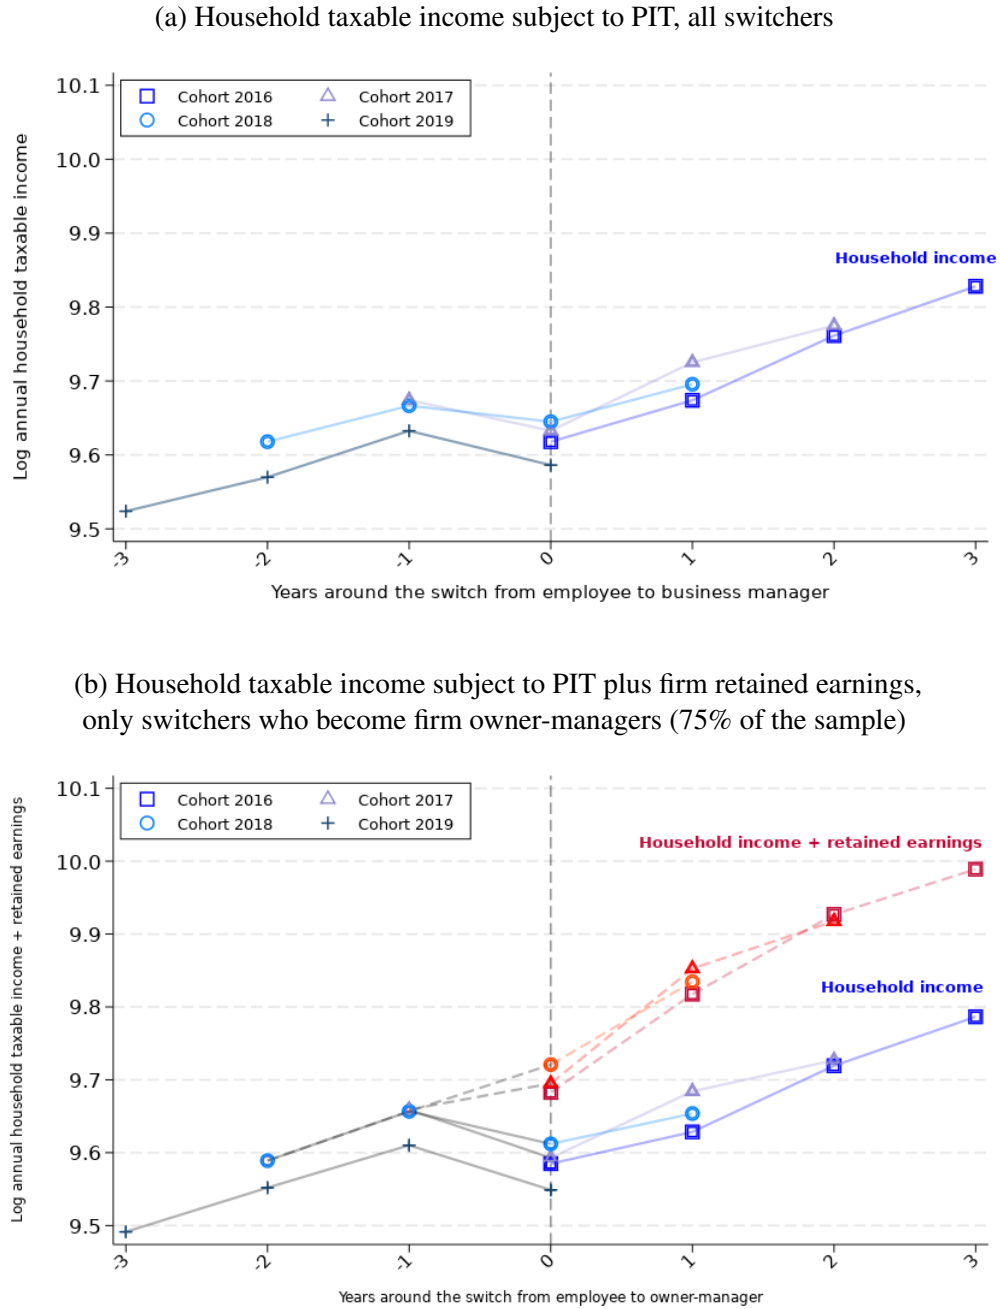 (a) Household taxable income subject to PIT, all switchers
Log annual household taxable income
10.1
10.0
9.9
9.8
9.7
9.6
9.5
Cohort 2016
Cohort 2017
Cohort 2018
Cohort 2019
Household income
-3
-2
-1
0
1
2
3
Years around the switch from employee to business manager
(b) Household taxable income subject to PIT plus firm retained earnings,
only switchers who become firm owner-managers (75% of the sample)
Log annual household taxable income + retained earnings
10.1
10.0
9.9
9.8
9.7
9.6
9.5
Cohort 2016
Cohort 2017
Cohort 2018
Cohort 2019
Household income + retained earnings
Household income
-3
-2
-1
0
1
2
3
Years around the switch from employee to owner-manager